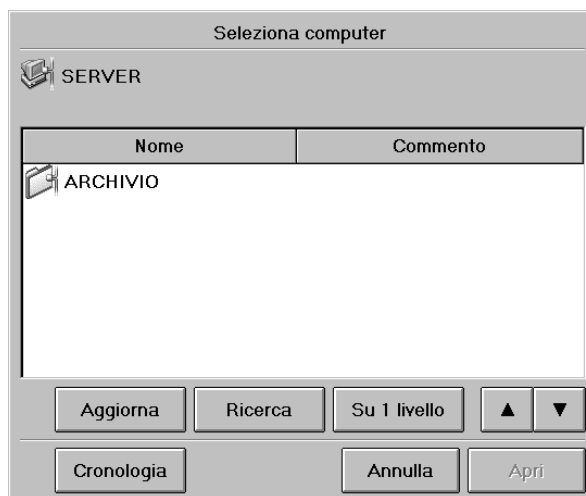 Seleziona computer
SERVER
Nome Commento
ARCHIVIO
Aggiorna Ricerca Su 1 livello ▲ ▼
Cronologia Annulla Apri